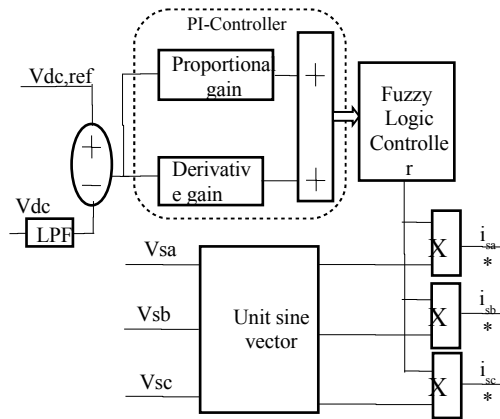 PI-Controller
Vdc,ref
Proportiona
gain
+
+
Fuzzy
Logic
Controlle
r
+
−
Derivativ
e gain
+
Vdc
LPF
Vsa
Vsb
Vsc
Unit sine
vector
X
i sa
*
X
i sb
*
X
i sc
*